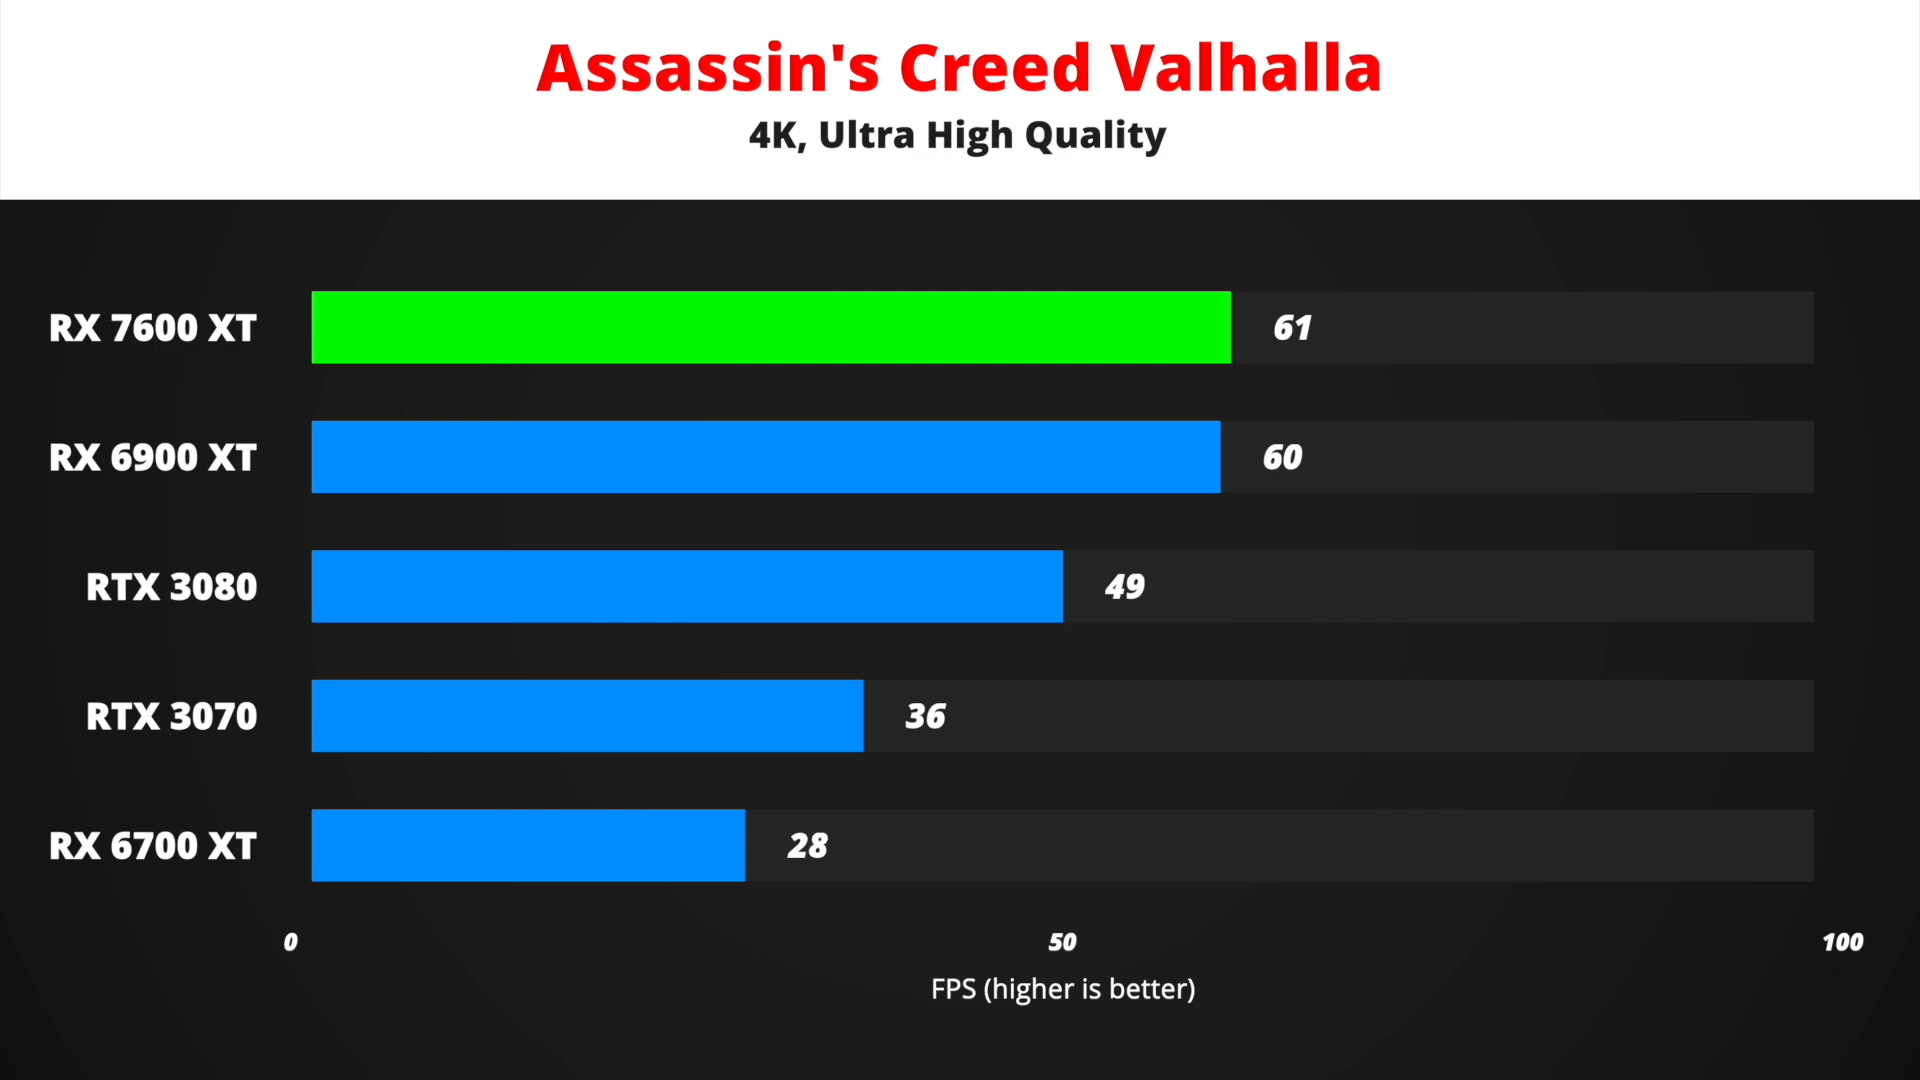 Assassin's Creed Valhalla
4K, Ultra High Quality
RX 7600 XT 61
RX 6900 XT 60
RTX 3080 49
RTX 3070 36
RX 6700 XT 28
0 50 100
FPS (higher is better)